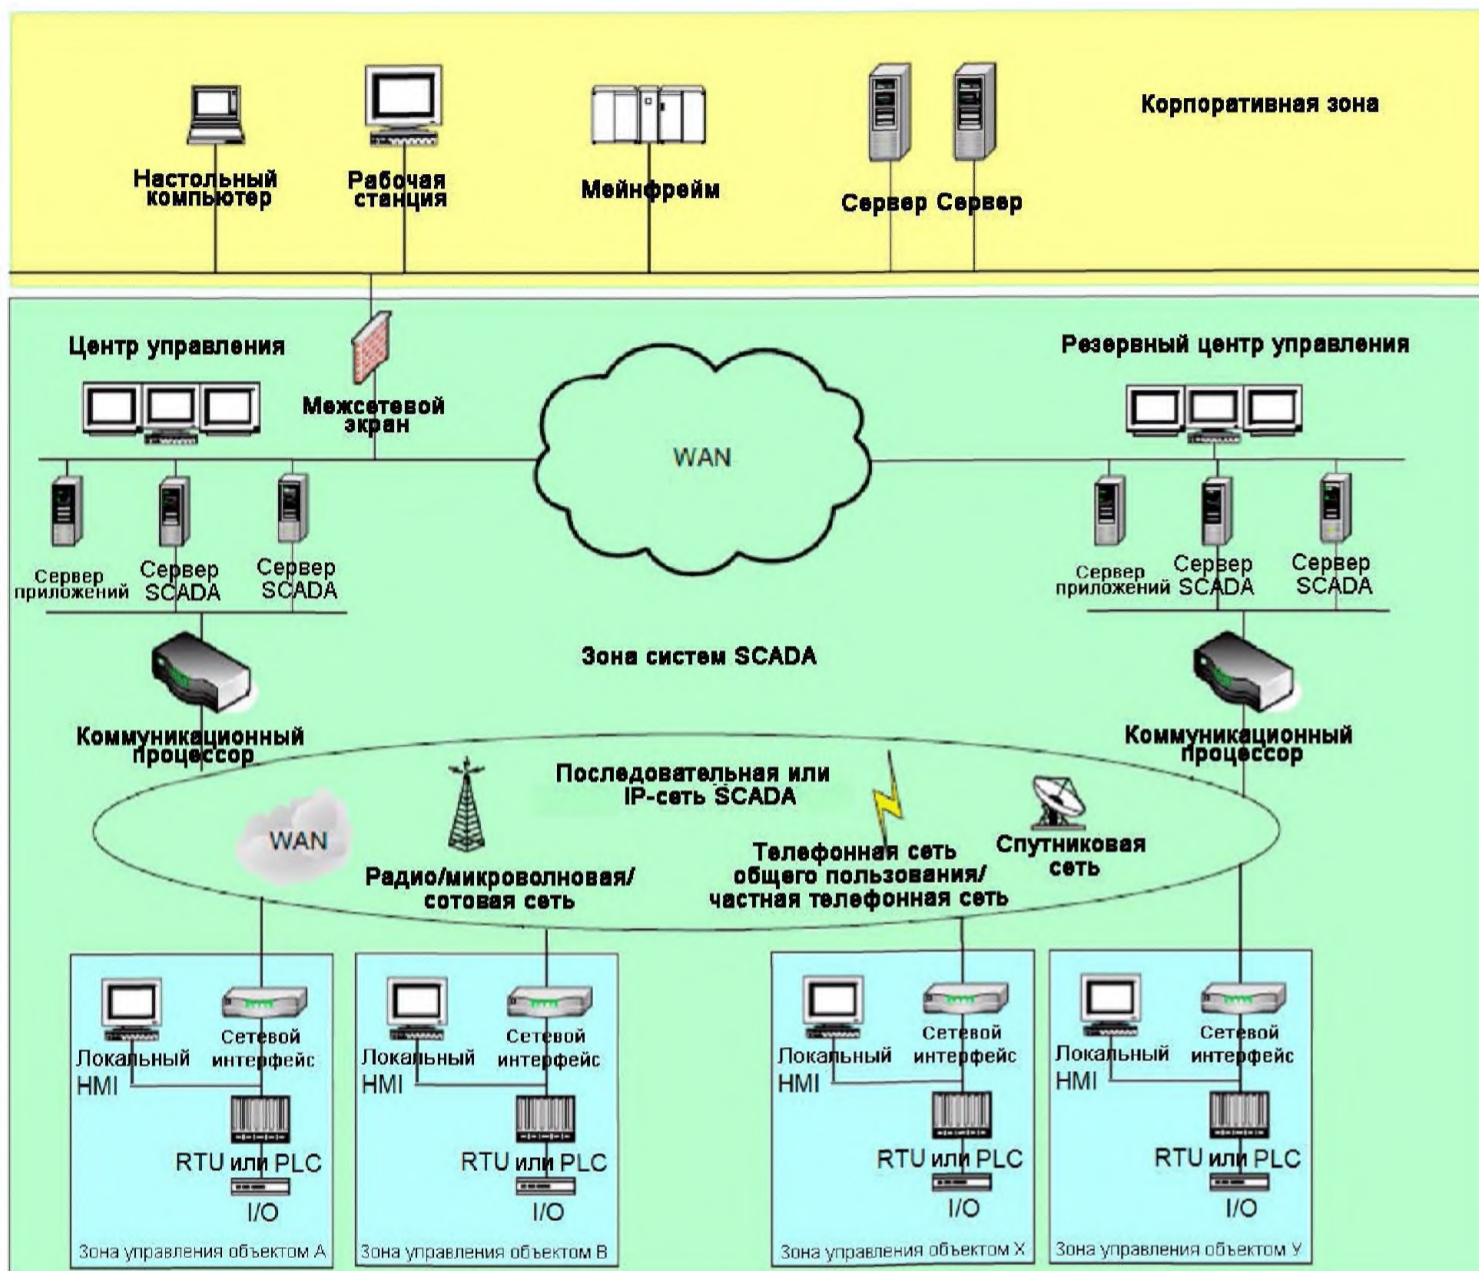 Корпоративная зона
Настольный
компьютер
Рабочая
станция
Мейнфрейм
Сервер
Сервер
Центр управления
Межсетевой
экран
WAN
Резервный центр управления
Сервер
приложений
Сервер
SCADA
Сервер
SCADA
Сервер
приложений
Сервер
SCADA
Сервер
SCADA
Зона систем SCADA
Коммуникационный
процессор
Коммуникационный
процессор
Последовательная или
IP-сеть SCADA
WAN
Радио/микроволновая/
сотовая сеть
Телефонная сеть
общего пользования/
частная телефонная сеть
Спутниковая
сеть
Локальный
HMI
Сетевой
интерфейс
RTU или PLC
I/O
Зона управления объектом А
Локальный
HMI
Сетевой
интерфейс
RTU или PLC
I/O
Зона управления объектом В
Локальный
HMI
Сетевой
интерфейс
RTU или PLC
I/O
Зона управления объектом Х
Локальный
HMI
Сетевой
интерфейс
RTU или PLC
I/O
Зона управления объектом У